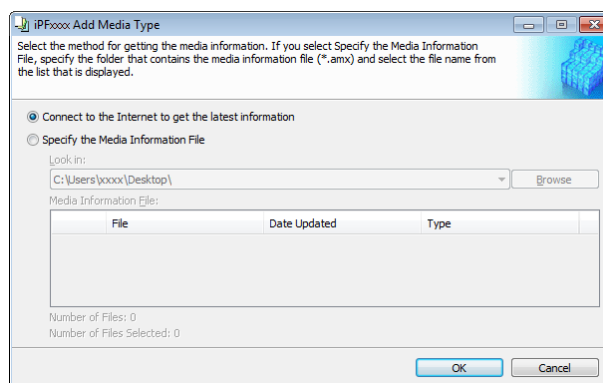 iPFxxxx Add Media Type
Select the method for getting the media information. If you select Specify the Media Information
File, specify the folder that contains the media information file (*.amx) and select the file name from
the list that is displayed.
Connect to the Internet to get the latest information
Specify the Media Information File
Look in:
C:\Users\xxxx\Desktop\
Browse
Media Information File:
File Date Updated Type
Number of Files: 0
Number of Files Selected: 0
OK Cancel